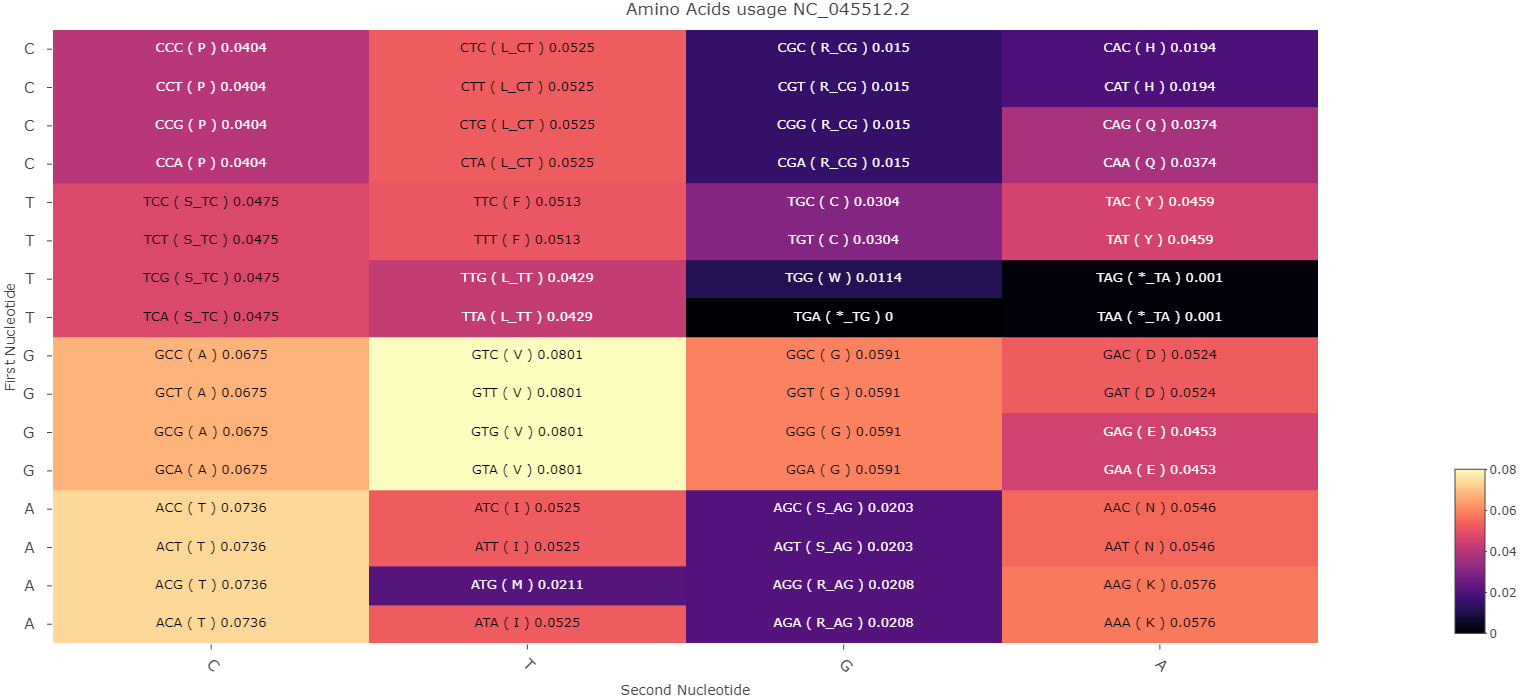 Amino Acids usage NC_045512.2
C CCC ( P ) 0.0404 CTC ( L_CT ) 0.0525 CGC ( R_CG ) 0.015 CAC ( H ) 0.0194
C CCT ( P ) 0.0404 CTT ( L_CT ) 0.0525 CGT ( R_CG ) 0.015 CAT ( H ) 0.0194
C CCG ( P ) 0.0404 CTG ( L_CT ) 0.0525 CGG ( R_CG ) 0.015 CAG ( Q ) 0.0374
C CCA ( P ) 0.0404 CTA ( L_CT ) 0.0525 CGA ( R_CG ) 0.015 CAA ( Q ) 0.0374
T TCC ( S_TC ) 0.0475 TTC ( F ) 0.0513 TGC ( C ) 0.0304 TAC ( Y ) 0.0459
T TCT ( S_TC ) 0.0475 TTT ( F ) 0.0513 TGT ( C ) 0.0304 TAT ( Y ) 0.0459
T TCG ( S_TC ) 0.0475 TTG ( L_TT ) 0.0429 TGG ( W ) 0.0114 TAG ( *_TA ) 0.001
T TCA ( S_TC ) 0.0475 TTA ( L_TT ) 0.0429 TGA ( *_TG ) 0 TAA ( *_TA ) 0.001
G GCC ( A ) 0.0675 GTC ( V ) 0.0801 GGC ( G ) 0.0591 GAC ( D ) 0.0524
G GCT ( A ) 0.0675 GTT ( V ) 0.0801 GGT ( G ) 0.0591 GAT ( D ) 0.0524
G GCG ( A ) 0.0675 GTG ( V ) 0.0801 GGG ( G ) 0.0591 GAG ( E ) 0.0453
G GCA ( A ) 0.0675 GTA ( V ) 0.0801 GGA ( G ) 0.0591 GAA ( E ) 0.0453
A ACC ( T ) 0.0736 ATC ( I ) 0.0525 AGC ( S_AG ) 0.0203 AAC ( N ) 0.0546
A ACT ( T ) 0.0736 ATT ( I ) 0.0525 AGT ( S_AG ) 0.0203 AAT ( N ) 0.0546
A ACG ( T ) 0.0736 ATG ( M ) 0.0211 AGG ( R_AG ) 0.0208 AAG ( K ) 0.0576
A ACA ( T ) 0.0736 ATA ( I ) 0.0525 AGA ( R_AG ) 0.0208 AAA ( K ) 0.0576
First Nucleotide
C T G A
Second Nucleotide
0.08
0.06
0.04
0.02
0